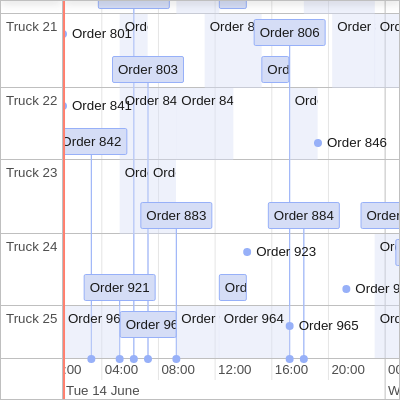 Truck 21
Order 801
Ord
Order 8
Order 806
Order
Ord
Order 803
Ord
Truck 22
Order 841
Order 84
Order 84
Ord
Order 842
Order 846
Truck 23
Ord
Ord
Order 883
Order 884
Order
Truck 24
Order 923
Or
Order 921
Ord
Order 9
Truck 25
Order 96
Order 96
Order
Order 964
Order 965
Ord
:00
04:00
08:00
12:00
16:00
20:00
00
Tue 14 June
W